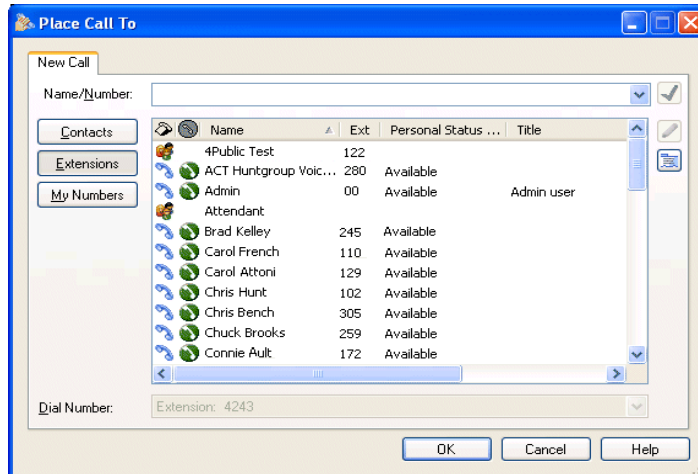 Place Call To
New Call
Name/Number:
Contacts
Extensions
My Numbers
Name Ext Personal Status ... Title
4Public Test 122
ACT Huntgroup Voic... 280 Available
Admin 00 Available Admin user
Attendant
Brad Kelley 245 Available
Carol French 110 Available
Carol Attoni 129 Available
Chris Hunt 102 Available
Chris Bench 305 Available
Chuck Brooks 259 Available
Connie Ault 172 Available
Dial Number: Extension: 4243
OK Cancel Help